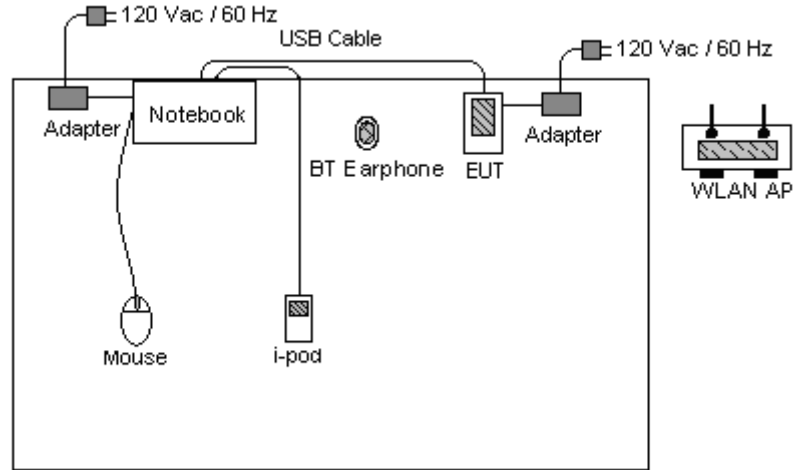 120 Vac / 60 Hz
USB Cable
120 Vac / 60 Hz
Adapter
Notebook
BT Earphone
EUT
Adapter
WLAN AP
Mouse
i-pod